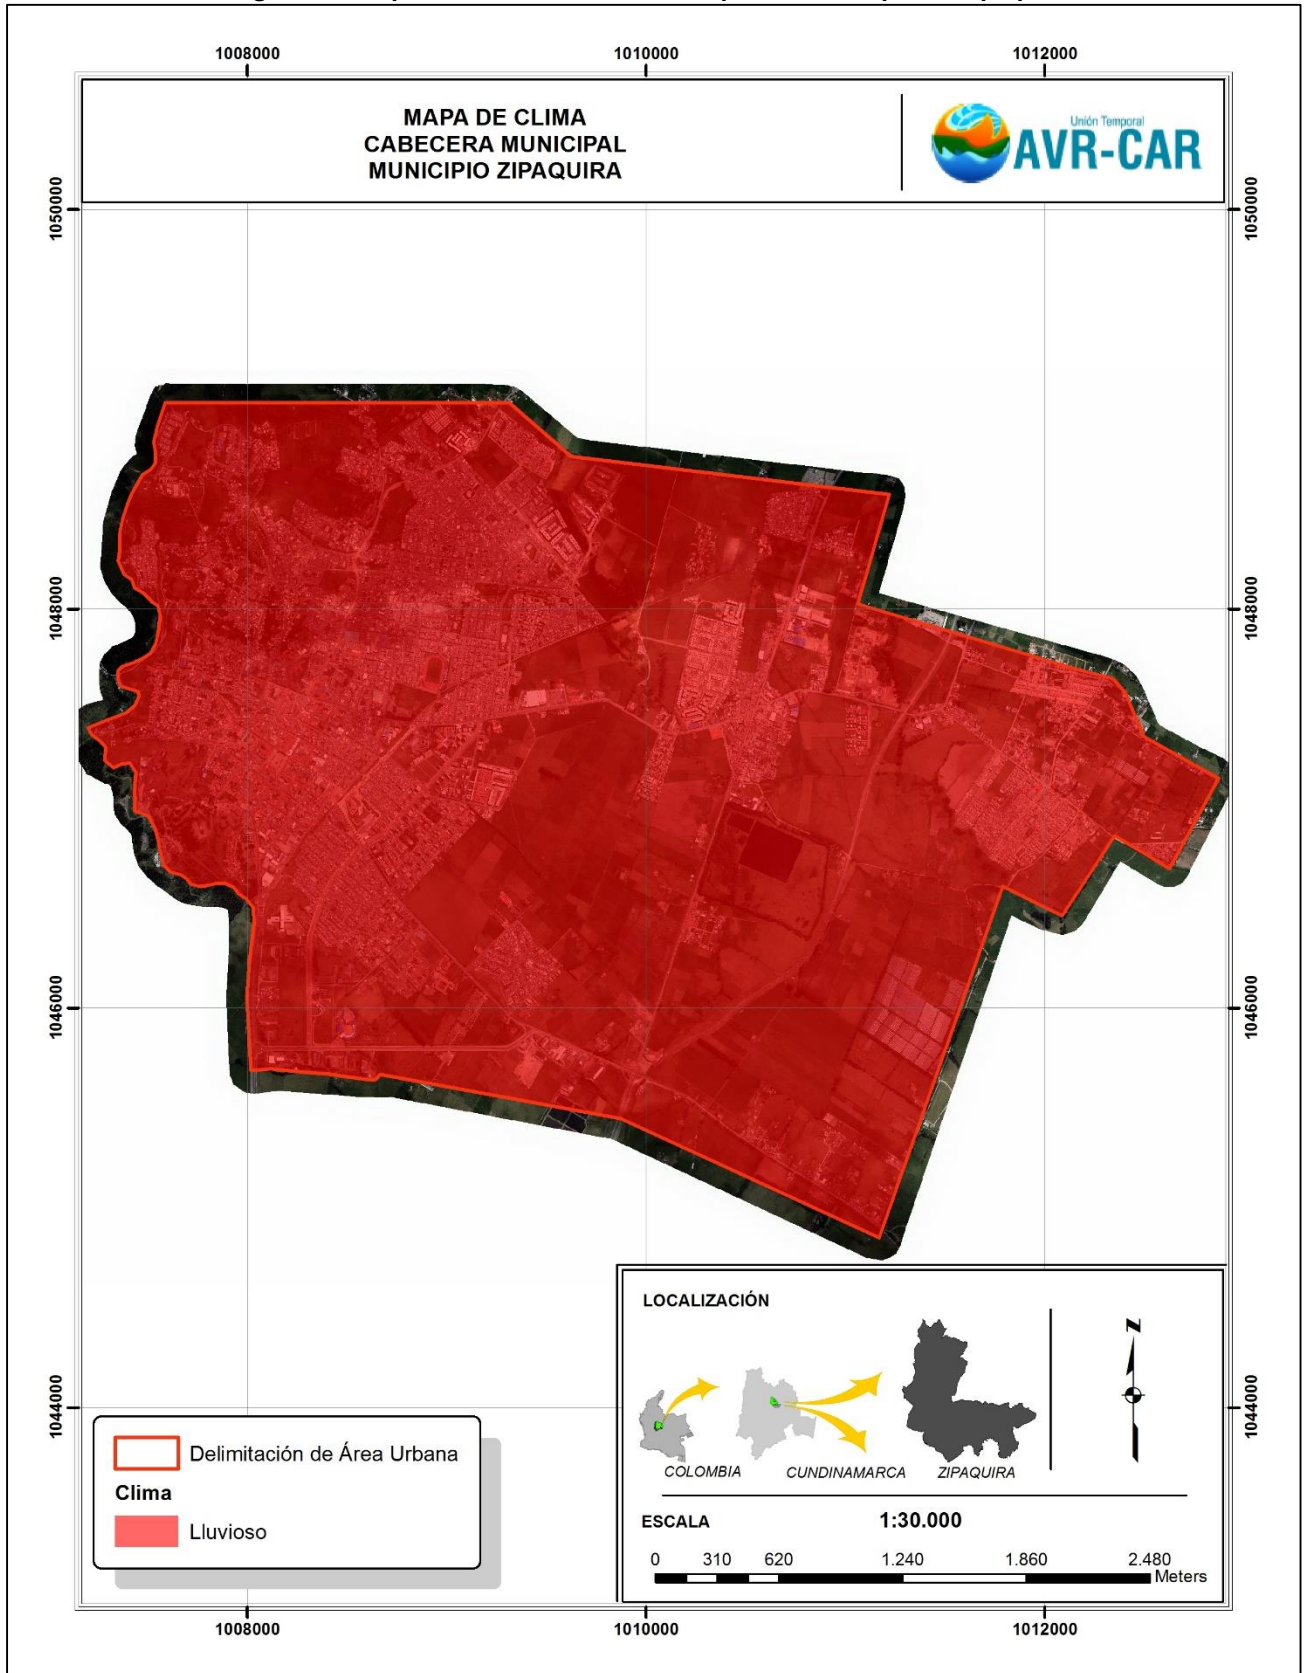 1008000 1010000 1012000
MAPA DE CLIMA
CABECERA MUNICIPAL
MUNICIPIO ZIPAQUIRA
Unión Temporal
AVR-CAR
1050000 1050000
1048000 1048000
1046000 1046000
1044000 1044000
LOCALIZACIÓN
Z
COLOMBIA CUNDINAMARCA ZIPAQUIRA
ESCALA 1:30.000
0 310 620 1.240 1.860 2.480
Meters
Delimitación de Área Urbana
Clima
Lluvioso
1008000 1010000 1012000